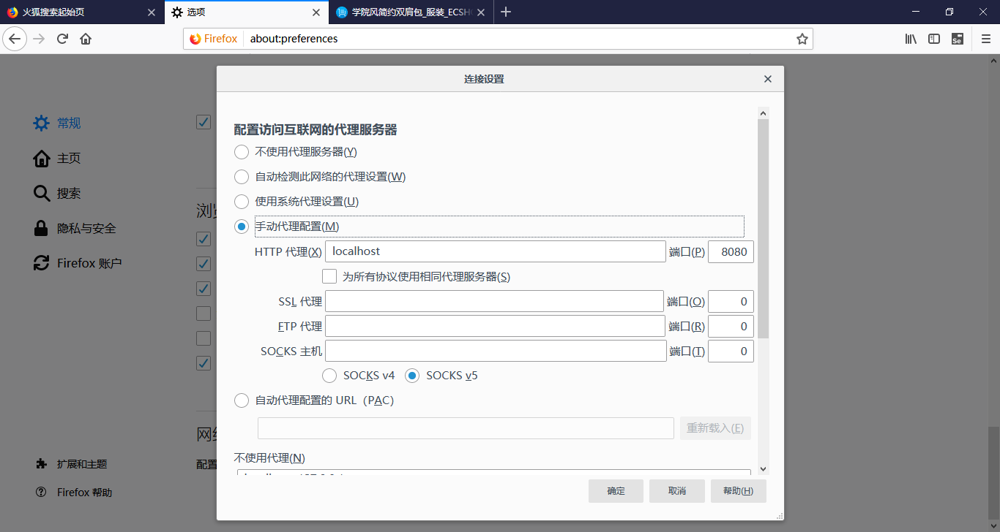 火狐搜索起始页
选项
学院风简约双肩包_服装_ECSH
Firefox
about:preferences
Se
连接设置
常规
主页
搜索
隐私与安全
Firefox 账户
扩展和主题
Firefox 帮助
浏
网
配置
配置访问互联网的代理服务器
不使用代理服务器(Y)
自动检测此网络的代理设置(W)
使用系统代理设置(U)
手动代理配置(M)
HTTP 代理(X) localhost 端口(P) 8080
为所有协议使用相同代理服务器(S)
SSL 代理 端口(O) 0
FTP 代理 端口(R) 0
SOCKS 主机 端口(T) 0
SOCKS v4 SOCKS v5
自动代理配置的 URL（PAC）
重新载入(E)
不使用代理(N)
确定 取消 帮助(H)